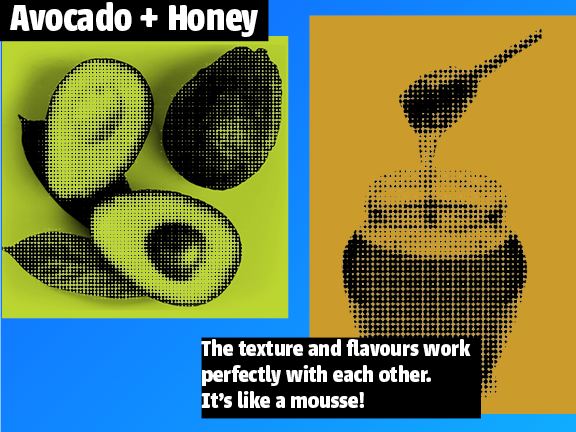 Avocado + Honey
The texture and flavours work
perfectly with each other.
It's like a mousse!